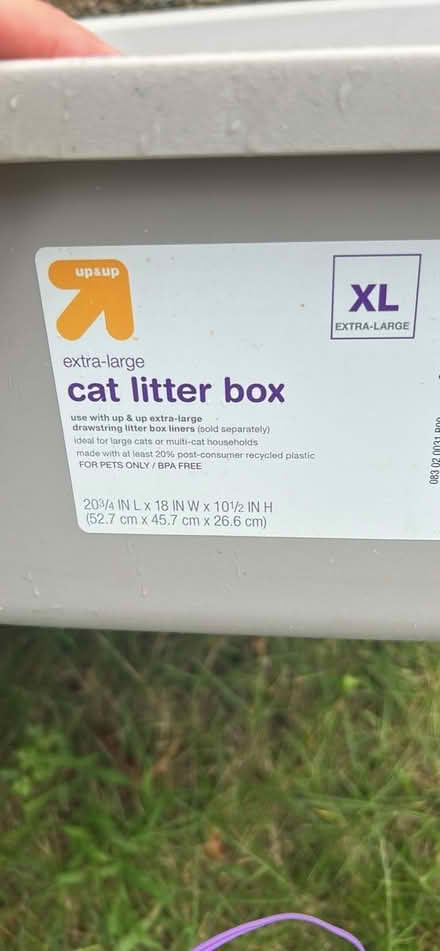 up&up
XL
EXTRA-LARGE
extra-large
cat litter box
use with up & up extra-large
drawstring litter box liners (sold separately)
ideal for large cats or multi-cat households
made with at least 20% post-consumer recycled plastic
FOR PETS ONLY / BPA FREE
203/4 IN L x 18 IN W x 101/2 IN H
(52.7 cm x 45.7 cm x 26.6 cm)
083 02 0031